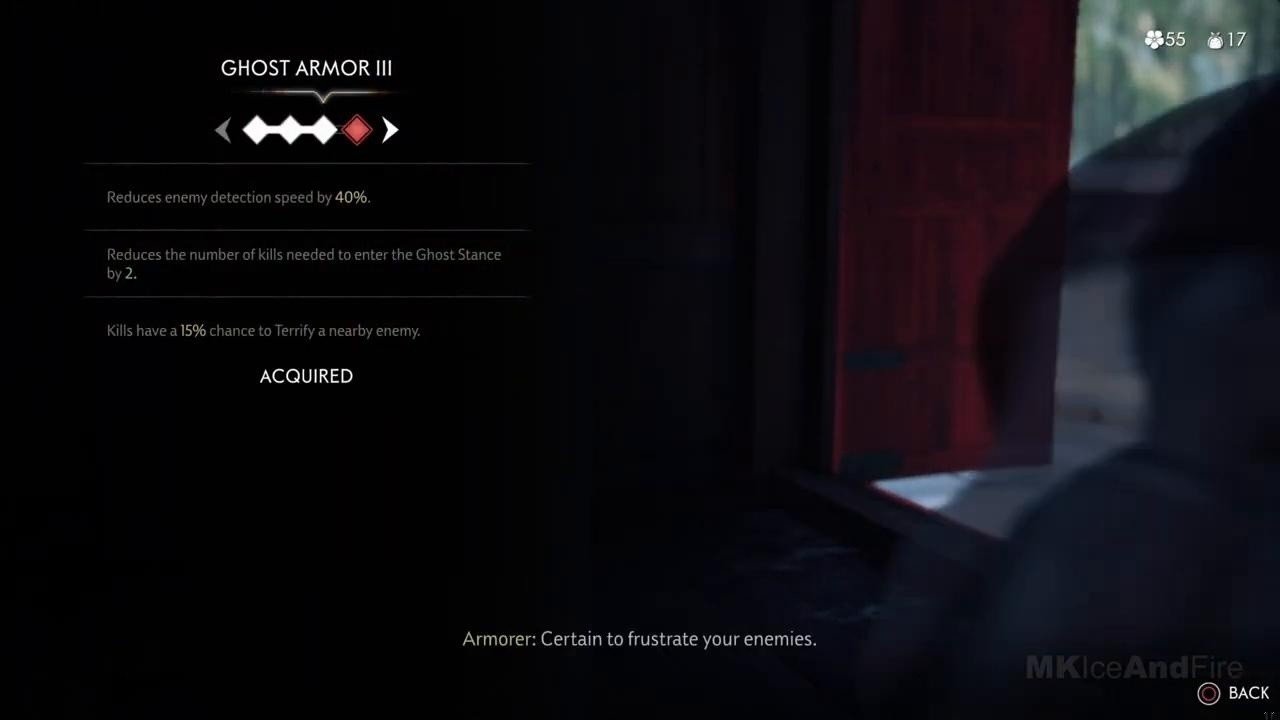 GHOST ARMOR III
55 17
Reduces enemy detection speed by 40%.
Reduces the number of kills needed to enter the Ghost Stance
by 2.
Kills have a 15% chance to Terrify a nearby enemy.
ACQUIRED
Armorer: Certain to frustrate your enemies.
MKIceAndFire
BACK